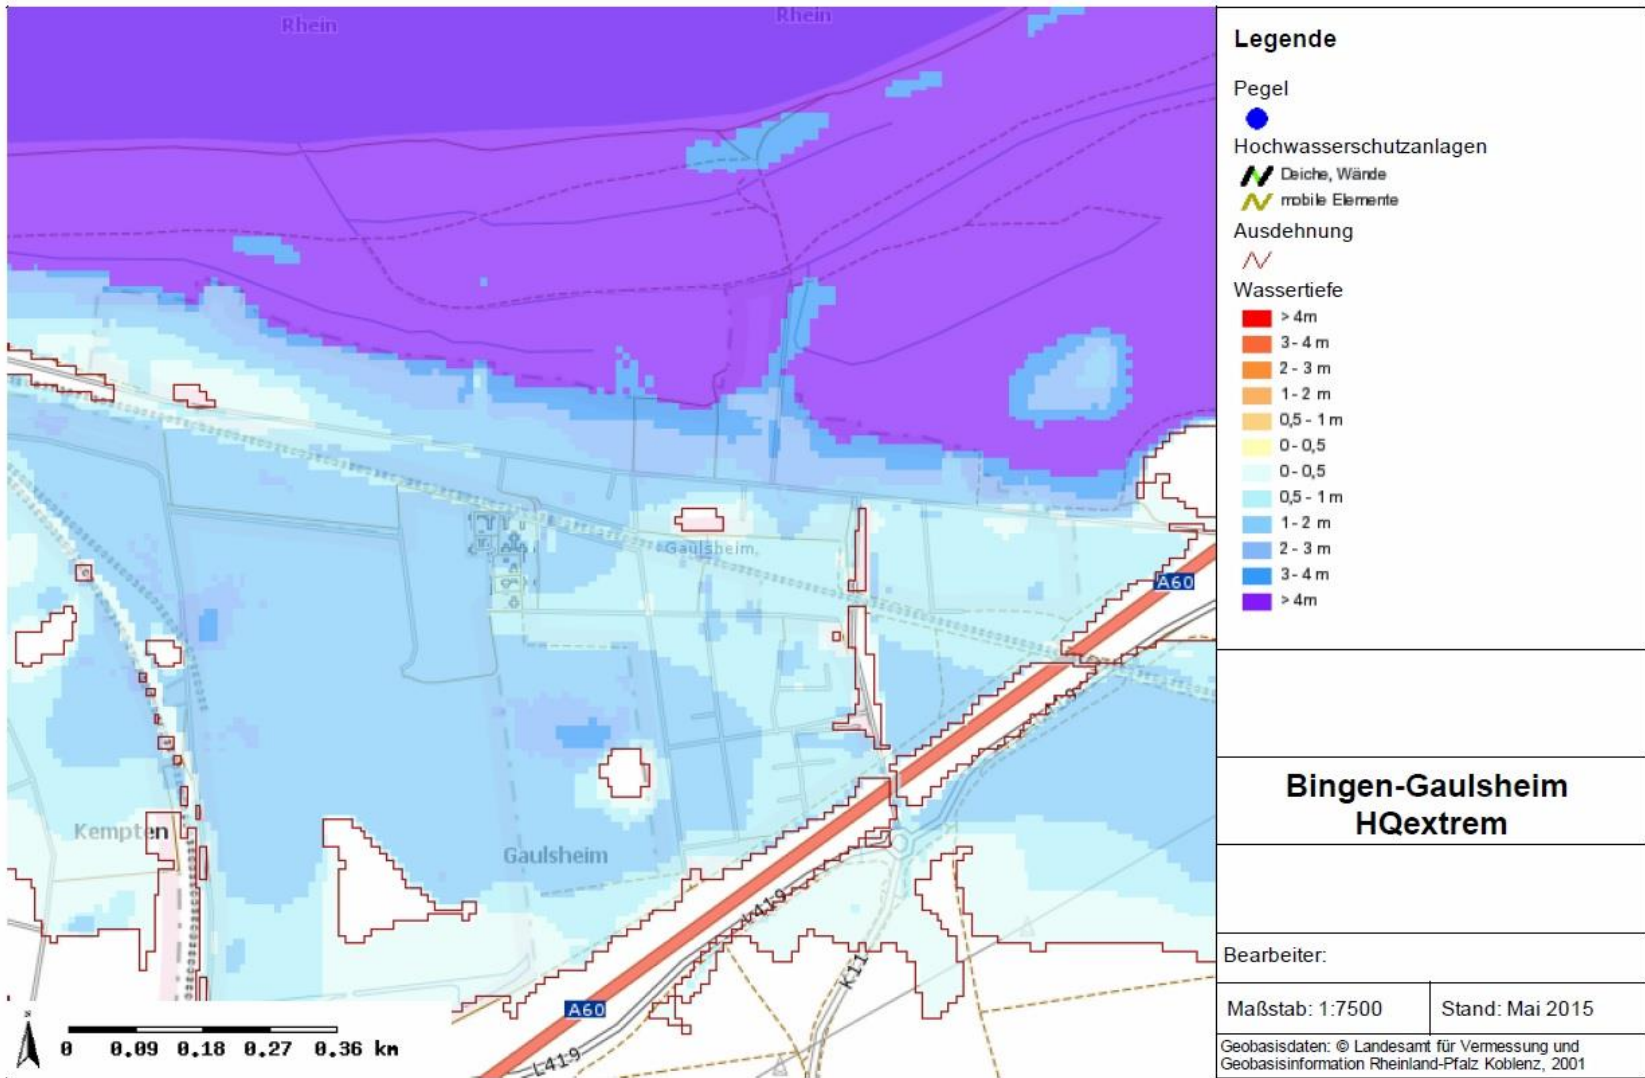 Rhein
Rhein
Gaulsheim
A60
L419
Kempten
Gaulsheim
L419
K11
A60
L419
0 0.09 0.18 0.27 0.36 km
Legende
Pegel
Hochwasserschutzanlagen
Deiche, Wände
mobile Elemente
Ausdehnung
Wassertiefe
> 4m
3 - 4 m
2 - 3 m
1 - 2 m
0,5 - 1 m
0 - 0,5
0 - 0,5
0,5 - 1 m
1 - 2 m
2 - 3 m
3 - 4 m
> 4m
Bingen-Gaulsheim
HQextrem
Bearbeiter:
Maßstab: 1:7500
Stand: Mai 2015
Geobasisdaten: © Landesamt für Vermessung und
Geobasisinformation Rheinland-Pfalz Koblenz, 2001